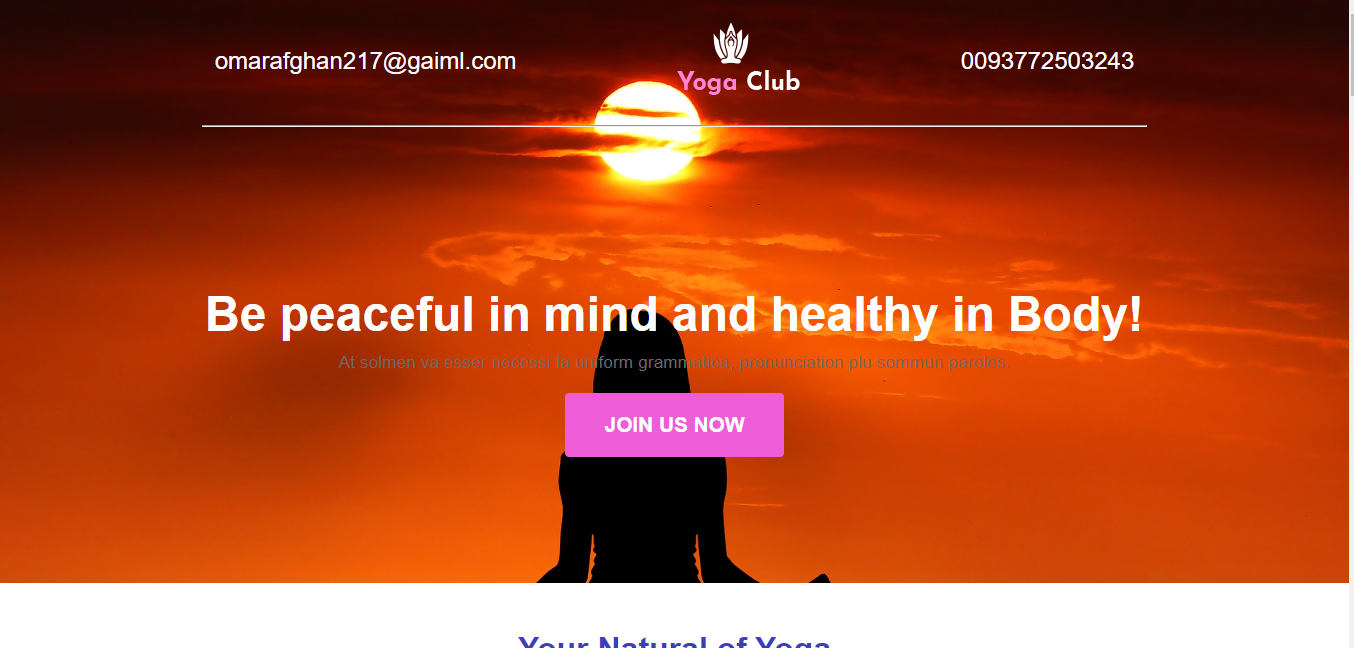 omarafghan217@gaiml.com
Yoga Club
0093772503243
Be peaceful in mind and healthy in Body!
At solmen va esser necessi fa uniform grammatica, pronunciation plu sommun paroles.
JOIN US NOW
Your Natural of Yoga